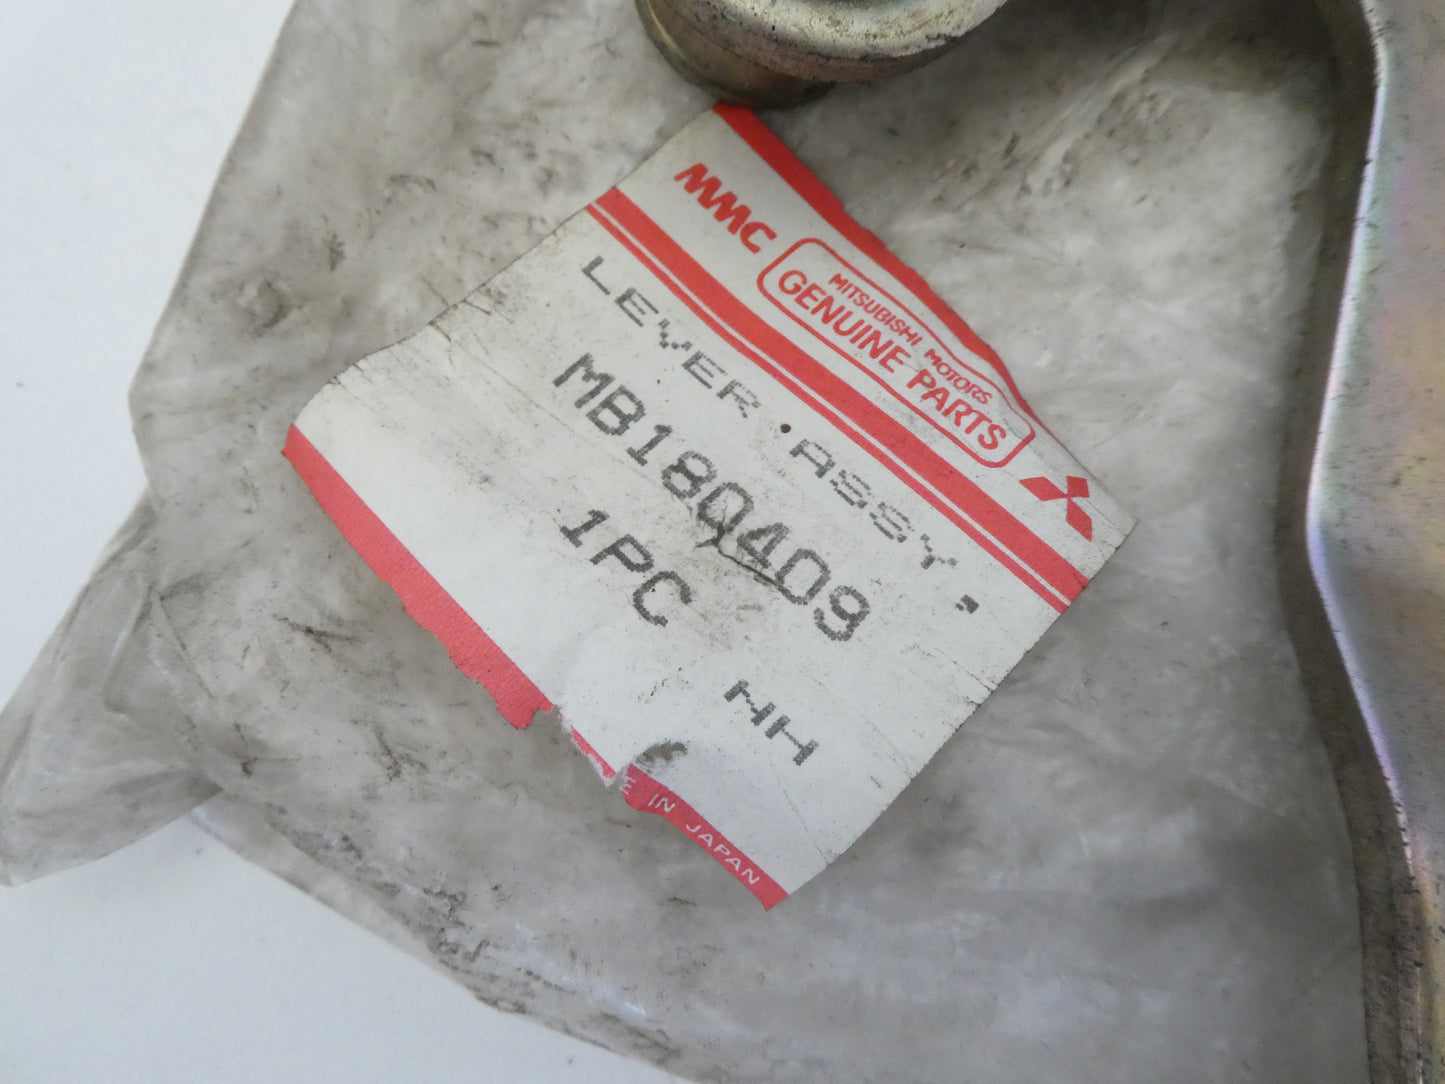 MMC
MITSUBISHI MOTORS
GENUINE PARTS
LEVER ASSY,"
MB180409
1PC
HH
E IN JAPAN